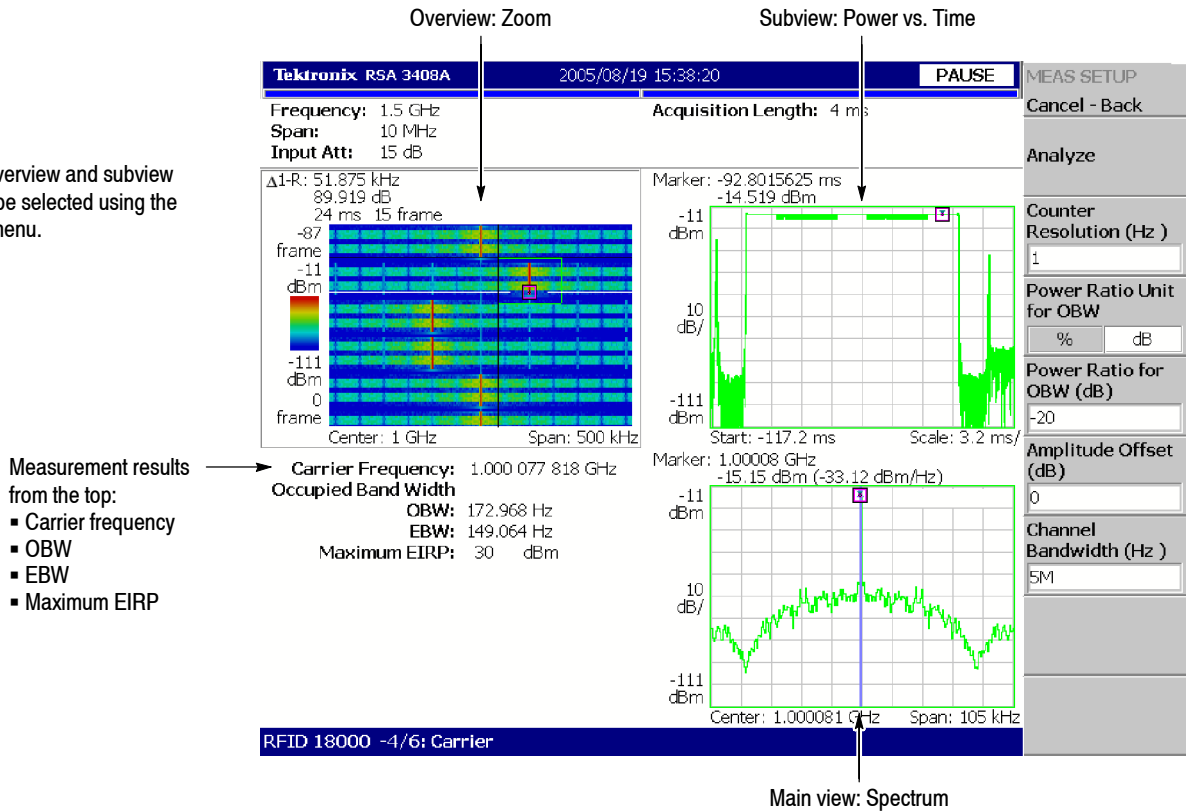 Overview: Zoom
Subview: Power vs. Time
Tektronix RSA 3408A
2005/08/19 15:38:20
PAUSE
Frequency: 1.5 GHz
Span: 10 MHz
Input Att: 15 dB
Acquisition Length: 4 ms
verview and subview
be selected using the
menu.
Δ1-R: 51.875 kHz
89.919 dB
24 ms 15 frame
-87
frame
-11
dBm
-111
dBm
0
frame
Center: 1 GHz
Span: 500 kHz
Marker: -92.8015625 ms
-14.519 dBm
-11
dBm
10
dB/
-111
dBm
Start: -117.2 ms
Scale: 3.2 ms/
Measurement results
from the top:
▪ Carrier frequency
▪ OBW
▪ EBW
▪ Maximum EIRP
Carrier Frequency: 1.000 077 818 GHz
Occupied Band Width
OBW: 172.968 Hz
EBW: 149.064 Hz
Maximum EIRP: 30 dBm
Marker: 1.00008 GHz
-15.15 dBm (-33.12 dBm/Hz)
-11
dBm
10
dB/
-111
dBm
Center: 1.000081 GHz
Span: 105 kHz
RFID 18000 -4/6: Carrier
MEAS SETUP
Cancel - Back
Analyze
Counter
Resolution (Hz )
1
Power Ratio Unit
for OBW
% dB
Power Ratio for
OBW (dB)
-20
Amplitude Offset
(dB)
0
Channel
Bandwidth (Hz )
5M
Main view: Spectrum